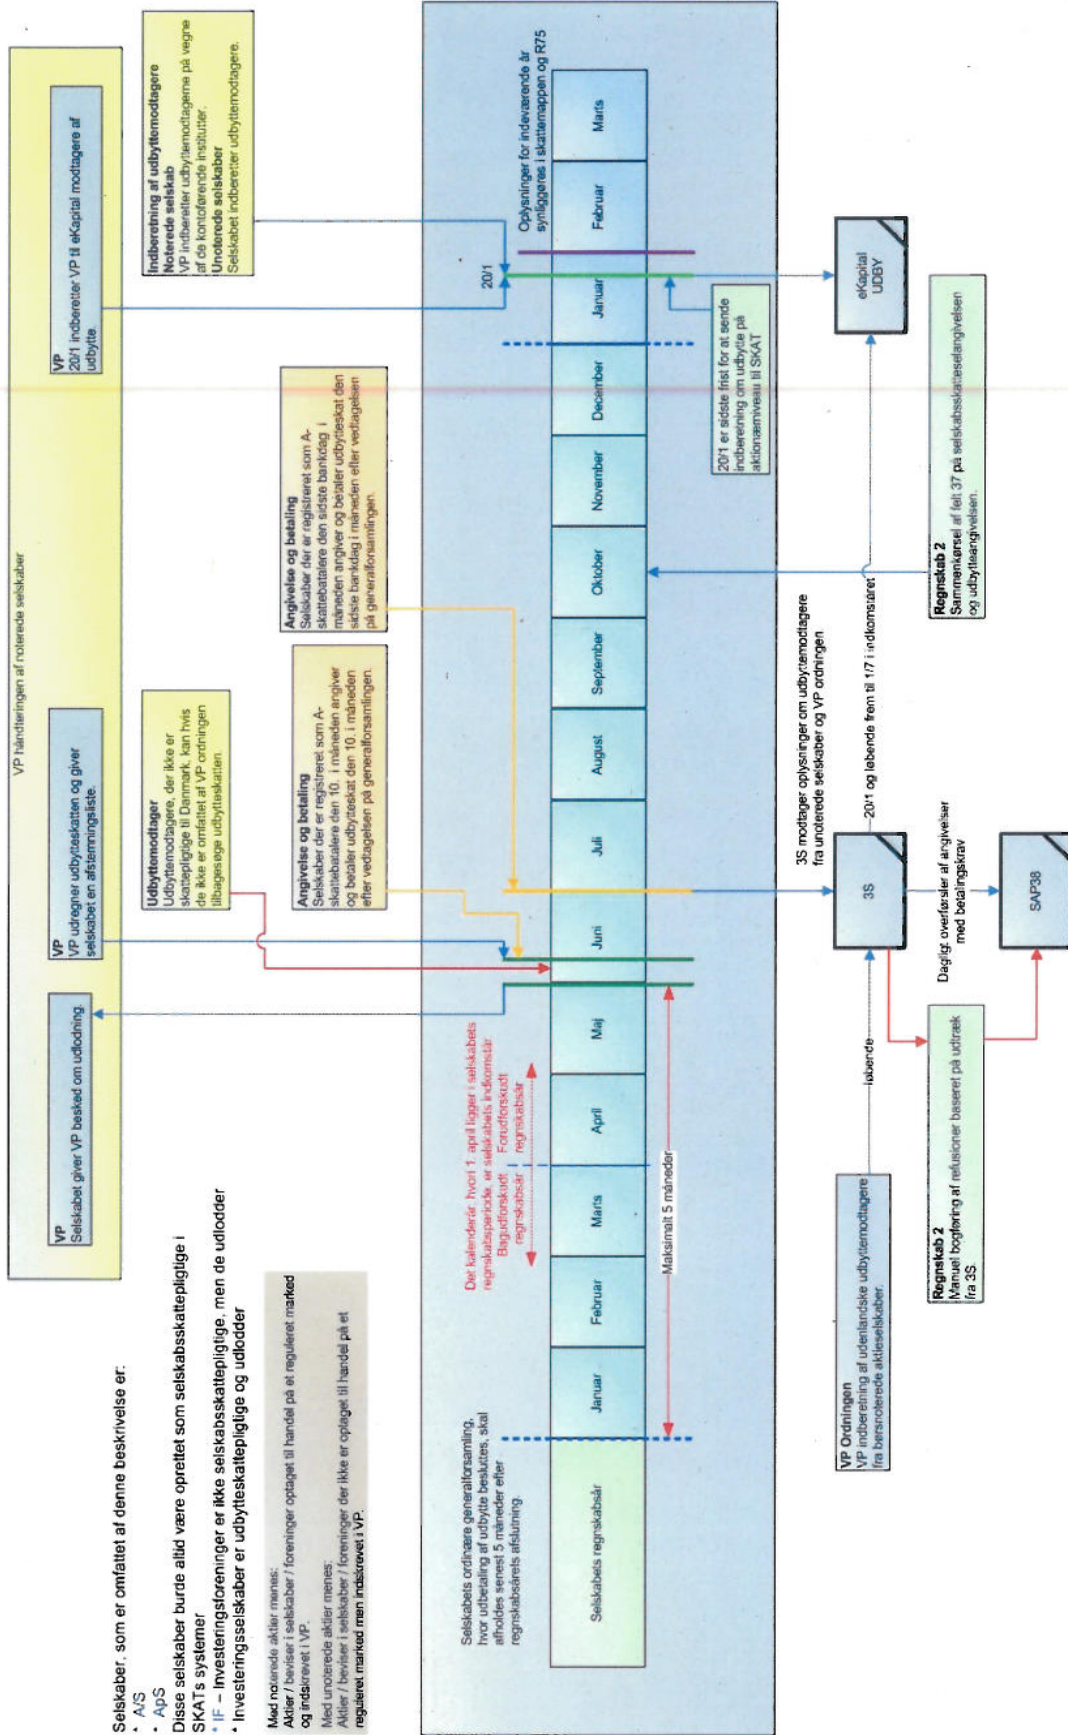 VP håndteringen af noterede selskaber
VP
Selskabet giver VP besked om udlodning.
VP
VP udregner udbytteskatten og giver
selskabet en afstemningsliste.
VP
20/1 indberetter VP til eKapital modtagere af
udbytte.
Selskaber, som er omfattet af denne beskrivelse er:
* A/S
* ApS
Disse selskaber burde altid være oprettet som selskabsskattepligtige i
SKATs systemer
* IF – Investeringsforeninger er ikke selskabsskattepligtige, men de udlodder
* Investeringsselskaber er udbytteskattepligtige og udlodder
Med noterede aktier menes:
Aktier / beviser i selskaber / foreninger optaget til handel på et reguleret marked
og indskrevet i VP.
Med unoterede aktier menes:
Aktier / beviser i selskaber / foreninger der ikke er optaget til handel på et
reguleret marked men indskrevet i VP.
Udbyttemodtager
Udbyttemodtagere, der ikke er
skattepligtige til Danmark, kan hvis
de ikke er omfattet af VP ordningen
tilbagesøge udbytteskatten.
Indberetning af udbyttemodtagere
Noterede selskab
VP indberetter udbyttemodtagerne på vegne
af de kontoførende institutter.
Unoterede selskaber
Selskabet indberetter udbyttemodtagere.
Angivelse og betaling
Selskaber der er registreret som A-
skattebatalere den 10. i måneden angiver
og betaler udbytteskat den 10. i måneden
efter vedtagelsen på generalforsamlingen.
Angivelse og betaling
Selskaber der er registreret som A-
skattebatalere den sidste bankdag i
måneden angiver og betaler udbytteskat den
sidste bankdag i måneden efter vedtagelsen
på generalforsamlingen.
Selskabets ordinære generalforsamling,
hvor udbetaling af udbytte besluttes, skal
afholdes senest 5 måneder efter
regnskabsårets afslutning.
Det kalenderår, hvori 1. april ligger i selskabets
regnskabsperiode, er selskabets indkomstår.
Bagudforskudt Forudforskudt
regnskabsår regnskabsår
20/1
Oplysninger for indeværende år
synliggøres i skattemappen og R75
Selskabets regnskabsår
Januar
Februar
Marts
April
Maj
Juni
Juli
August
September
Oktober
November
December
Januar
Februar
Marts
Maksimalt 5 måneder
20/1 er sidste frist for at sende
indberetning om udbytte på
aktionærniveau til SKAT
3S modtager oplysninger om udbyttemodtagere
fra unoterede selskaber og VP ordningen
VP Ordningen
VP indberetning af udenlandske udbyttemodtagere
fra børsnoterede aktieselskaber.
løbende
3S
20/1 og løbende frem til 1/7 i indkomståret
eKapital
UDBY
Dagligt overførsler af angivelser
med betalingskrav
Regnskab 2
Manuel bogføring af refusioner baseret på udtræk
fra 3S.
SAP38
Regnskab 2
Sammenkørsel af felt 37 på selskabsskatteselangivelsen
og udbytteangivelsen.